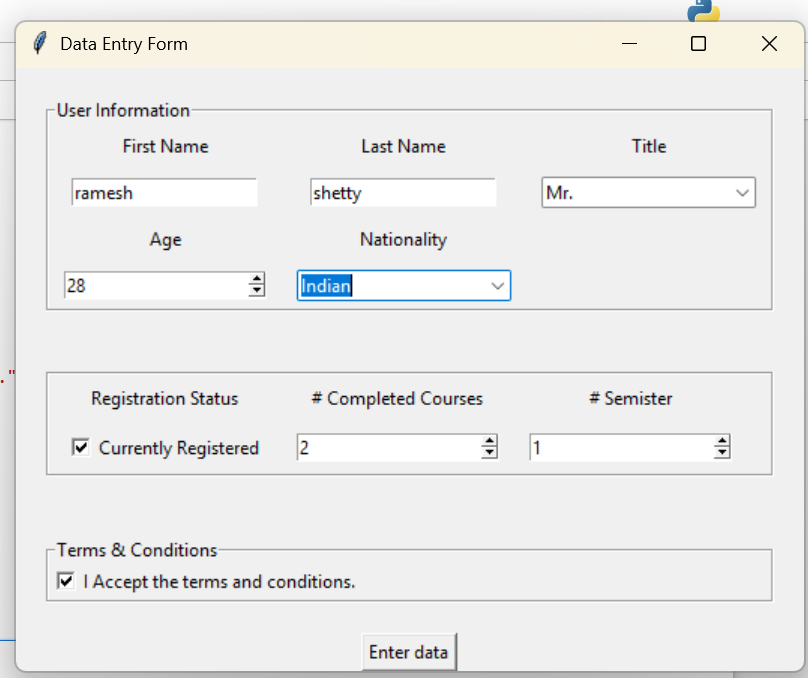 Data Entry Form
User Information
First Name Last Name Title
ramesh shetty Mr.
Age Nationality
28 Indian
."
Registration Status # Completed Courses # Semister
Currently Registered 2 1
Terms & Conditions
I Accept the terms and conditions.
Enter data